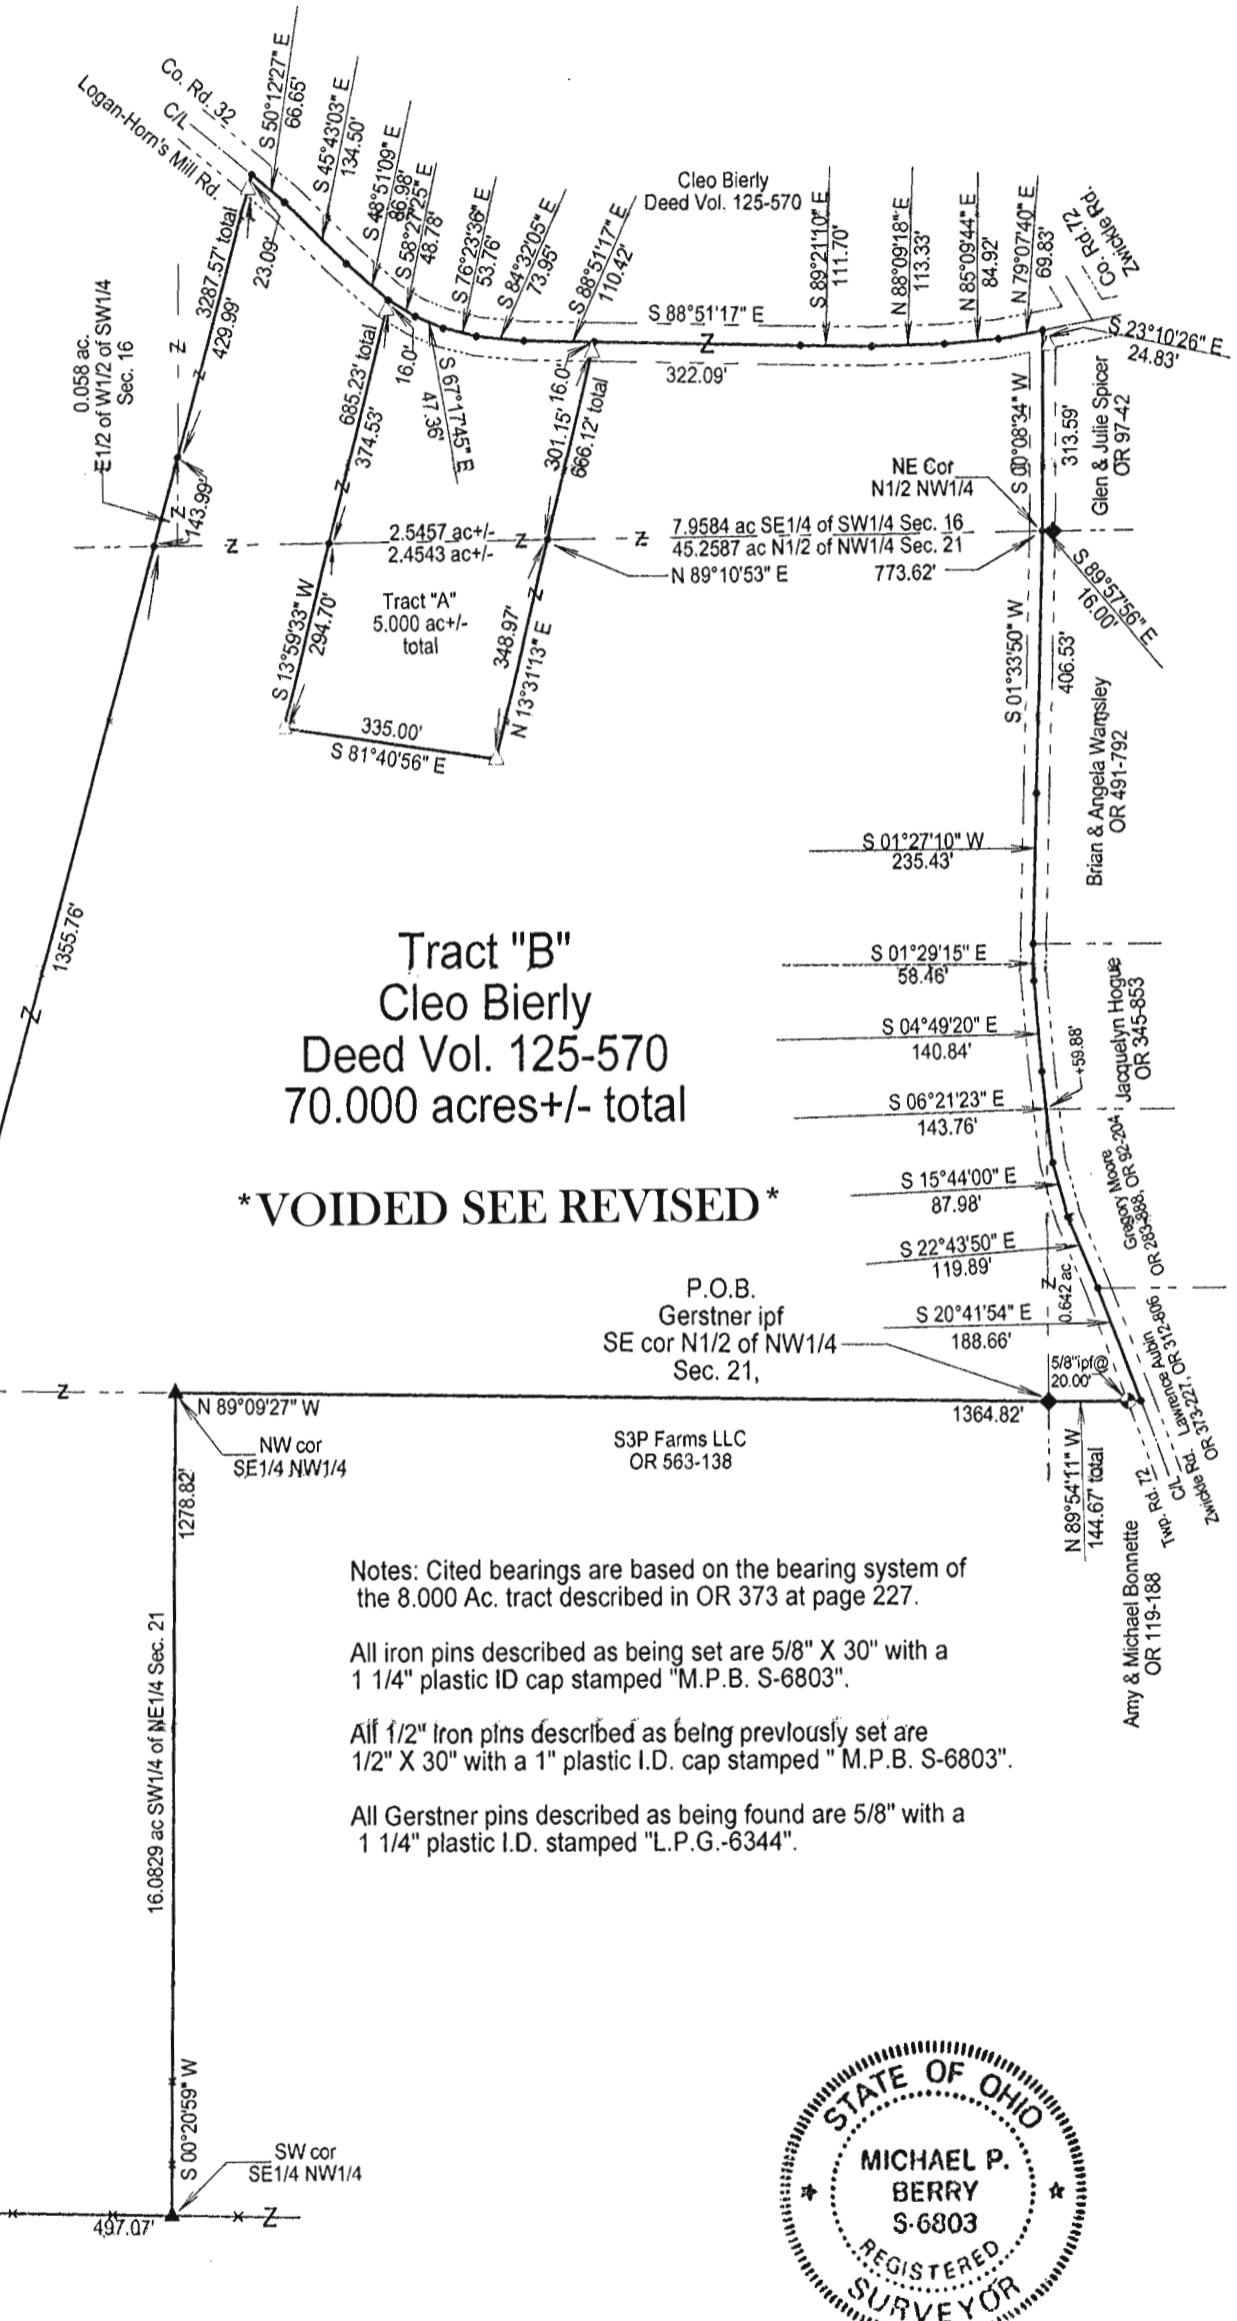 Co. Rd. 32
C/L
Logan-Horn's Mill Rd.
S 50°12'27" E
66.65'
S 45°43'03" E
134.50'
S 48°51'09" E
86.98'
S 58°27'25" E
48.78'
S 76°23'36" E
53.76'
S 84°32'05" E
73.95'
S 88°51'17" E
110.42'
Cleo Bierly
Deed Vol. 125-570
S 89°21'10" E
111.70'
N 88°09'18" E
113.33'
N 85°09'44" E
84.92'
N 79°07'40" E
69.83'
Co. Rd.72
Zwickle Rd.
S 88°51'17" E
Z
322.09'
S 23°10'26" E
24.83'
3287.57' total
429.99'
23.09'
Z
Z
0.058 ac.
E1/2 of W1/2 of SW1/4
Sec. 16
143.99'
Z
685.23' total
374.53'
16.0'
Z
S 67°17'45" E
47.36'
301.15'
16.0'
666.12' total
S 00°08'34" W
313.59'
Glen & Julie Spicer
OR 97-42
NE Cor
N1/2 NW1/4
Z
2.5457 ac+/-
2.4543 ac+/-
Z
Z
7.9584 ac SE1/4 of SW1/4 Sec. 16
45.2587 ac N1/2 of NW1/4 Sec. 21
N 89°10'53" E
773.62'
S 89°57'56" E
16.00'
Tract "A"
5.000 ac+/-
total
S 13°59'33" W
294.70'
Z
348.97'
N 13°31'13" E
335.00'
S 81°40'56" E
S 01°33'50" W
406.53'
Brian & Angela Wamsley
OR 491-792
S 01°27'10" W
235.43'
1355.76'
Z
Tract "B"
Cleo Bierly
Deed Vol. 125-570
70.000 acres+/- total
S 01°29'15" E
58.46'
S 04°49'20" E
140.84'
+59.88'
Jacquelyn Hogue
OR 345-853
S 06°21'23" E
143.76'
S 15°44'00" E
87.98'
Gregory Moore
OR 283-888, OR 92-204
*VOIDED SEE REVISED*
S 22°43'50" E
119.89'
Z
0.642 ac
S 20°41'54" E
188.66'
P.O.B.
Gerstner ipf
SE cor N1/2 of NW1/4
Sec. 21,
5/8"ipf@
20.00'
Lawrence Aubin
OR 373-227, OR 312-806
Z
N 89°09'27" W
1364.82'
NW cor
SE1/4 NW1/4
S3P Farms LLC
OR 563-138
N 89°54'11" W
144.67' total
Twp. Rd. 72
C/L
Zwickle Rd.
Amy & Michael Bonnette
OR 119-188
1278.82'
16.0829 ac SW1/4 of NE1/4 Sec. 21
Notes: Cited bearings are based on the bearing system of
the 8.000 Ac. tract described in OR 373 at page 227.
All iron pins described as being set are 5/8" X 30" with a
1 1/4" plastic ID cap stamped "M.P.B. S-6803".
All 1/2" iron pins described as being previously set are
1/2" X 30" with a 1" plastic I.D. cap stamped " M.P.B. S-6803".
All Gerstner pins described as being found are 5/8" with a
1 1/4" plastic I.D. stamped "L.P.G.-6344".
S 00°20'59" W
SW cor
SE1/4 NW1/4
497.07'
Z
STATE OF OHIO
MICHAEL P.
BERRY
S-6803
REGISTERED
SURVEYOR